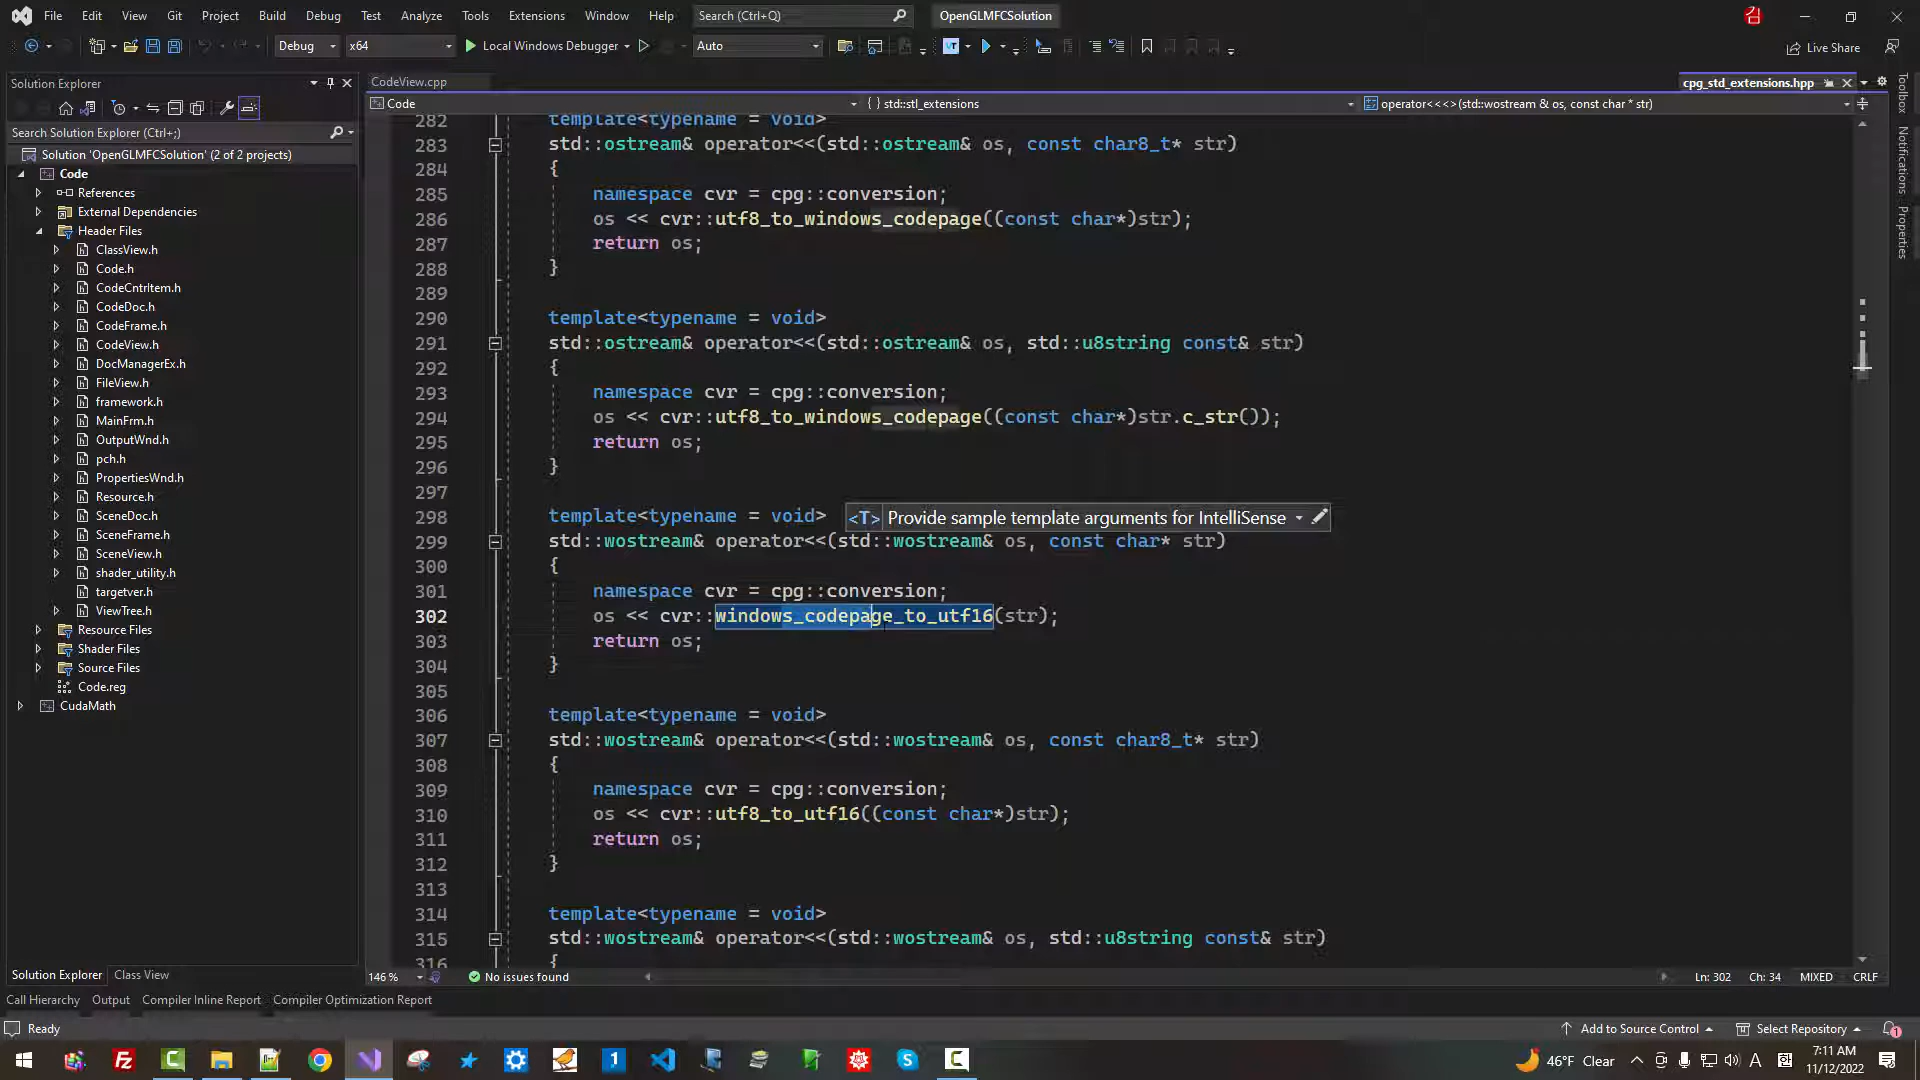 File Edit View Git Project Build Debug Test Analyze Tools Extensions Window Help Search (Ctrl+Q) OpenGLMFCSolution
Debug x64 Local Windows Debugger Auto Live Share
Solution Explorer
Search Solution Explorer (Ctrl+;)
Solution 'OpenGLMFCSolution' (2 of 2 projects)
Code
References
External Dependencies
Header Files
ClassView.h
Code.h
CodeCntrItem.h
CodeDoc.h
CodeFrame.h
CodeView.h
DocManagerEx.h
FileView.h
framework.h
MainFrm.h
OutputWnd.h
pch.h
PropertiesWnd.h
Resource.h
SceneDoc.h
SceneFrame.h
SceneView.h
shader_utility.h
targetver.h
ViewTree.h
Resource Files
Header Files
Source Files
Code.reg
CudaMath
Solution Explorer Class View
CodeView.cpp cpg_std_extensions.hpp
Code { } std::stl_extensions operator<<<>(std::wostream & os, const char * str)
282 template<typename = void>
283 std::ostream& operator<<(std::ostream& os, const char8_t* str)
284 {
285 namespace cvr = cpg::conversion;
286 os << cvr::utf8_to_windows_codepage((const char*)str);
287 return os;
288 }
289
290 template<typename = void>
291 std::ostream& operator<<(std::ostream& os, std::u8string const& str)
292 {
293 namespace cvr = cpg::conversion;
294 os << cvr::utf8_to_windows_codepage((const char*)str.c_str());
295 return os;
296 }
297
298 template<typename = void> <T> Provide sample template arguments for IntelliSense
299 std::wostream& operator<<(std::wostream& os, const char* str)
300 {
301 namespace cvr = cpg::conversion;
302 os << cvr::windows_codepage_to_utf16(str);
303 return os;
304 }
305
306 template<typename = void>
307 std::wostream& operator<<(std::wostream& os, const char8_t* str)
308 {
309 namespace cvr = cpg::conversion;
310 os << cvr::utf8_to_utf16((const char*)str);
311 return os;
312 }
313
314 template<typename = void>
315 std::wostream& operator<<(std::wostream& os, std::u8string const& str)
316 {
146 % No issues found Ln: 302 Ch: 34 MIXED CRLF
Toolbox
Notifications
Properties
Call Hierarchy Output Compiler Inline Report Compiler Optimization Report
Ready Add to Source Control Select Repository 1
46°F Clear A 한 7:11 AM
11/12/2022